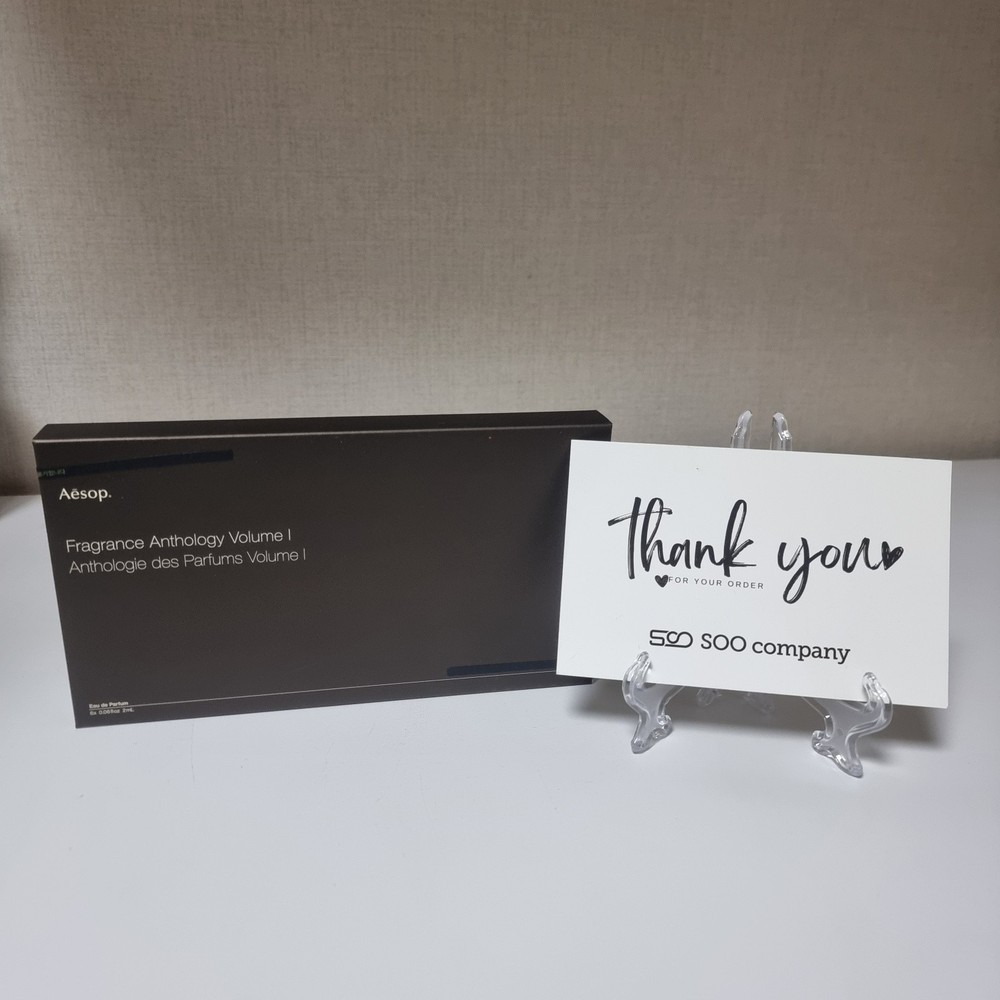 Aēsop.
Fragrance Anthology Volume I
Anthologie des Parfums Volume I
Eau de Parfum
thank you
FOR YOUR ORDER
SOO company